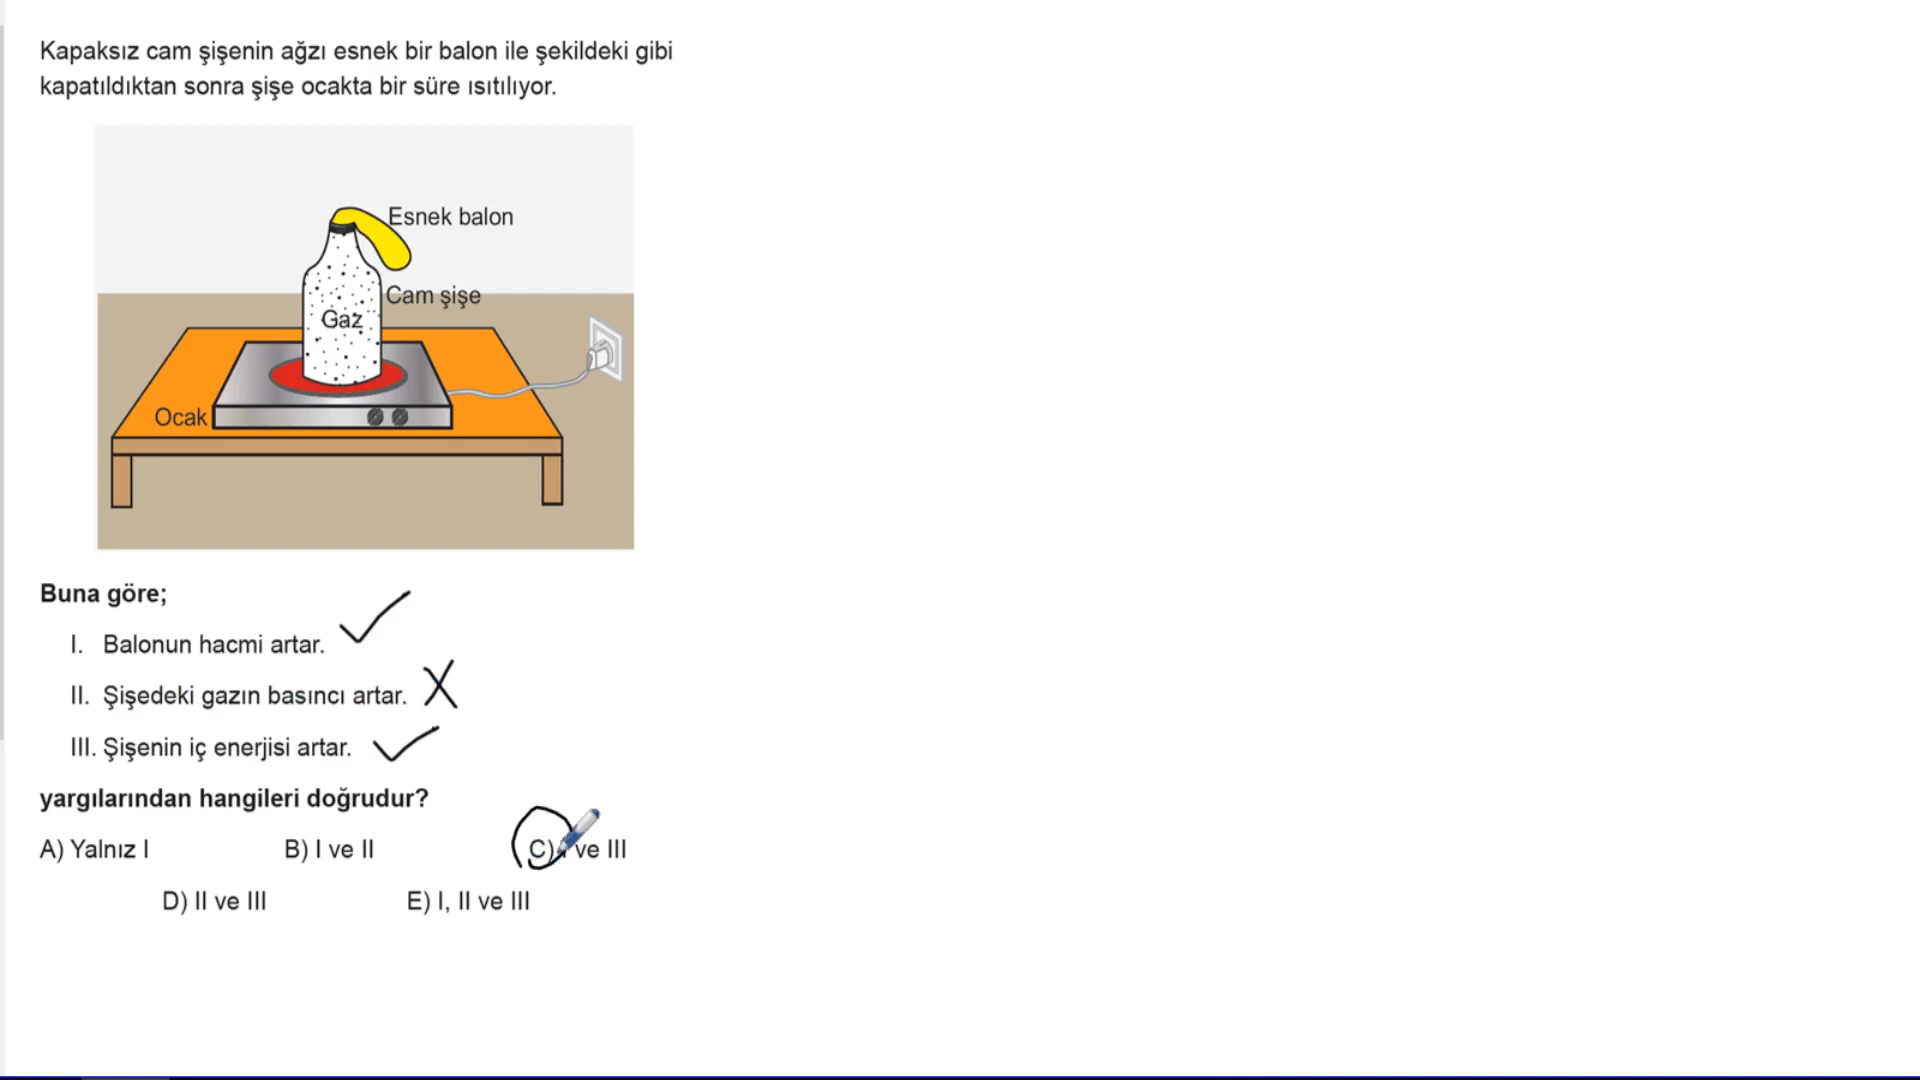 Kapaksız cam şişenin ağzı esnek bir balon ile şekildeki gibi
kapatıldıktan sonra şişe ocakta bir süre ısıtılıyor.
Esnek balon
Cam şişe
Gaz
Ocak
Buna göre;
I. Balonun hacmi artar.
II. Şişedeki gazın basıncı artar.
III. Şişenin iç enerjisi artar.
yargılarından hangileri doğrudur?
A) Yalnız I
B) I ve II
C) ve III
D) II ve III
E) I, II ve III